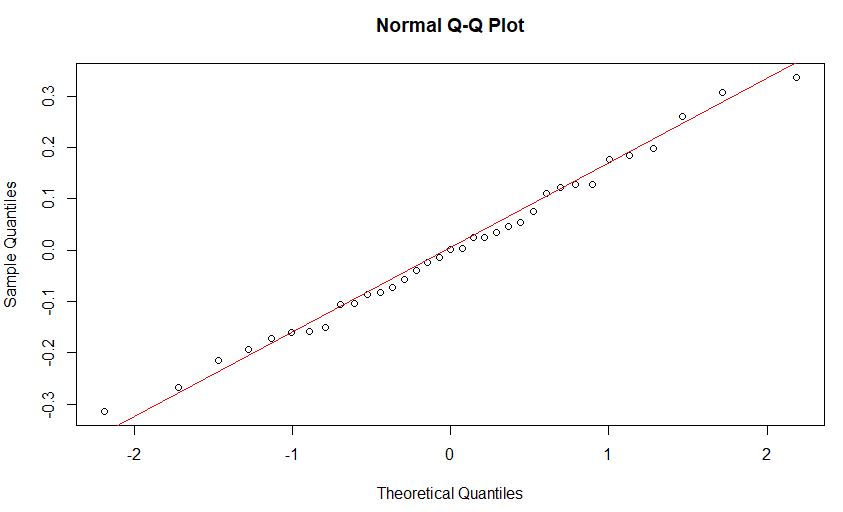 Normal Q-Q Plot
Sample Quantiles
0.3
0.2
0.1
0.0
-0.1
-0.2
-0.3
-2 -1 0 1 2
Theoretical Quantiles